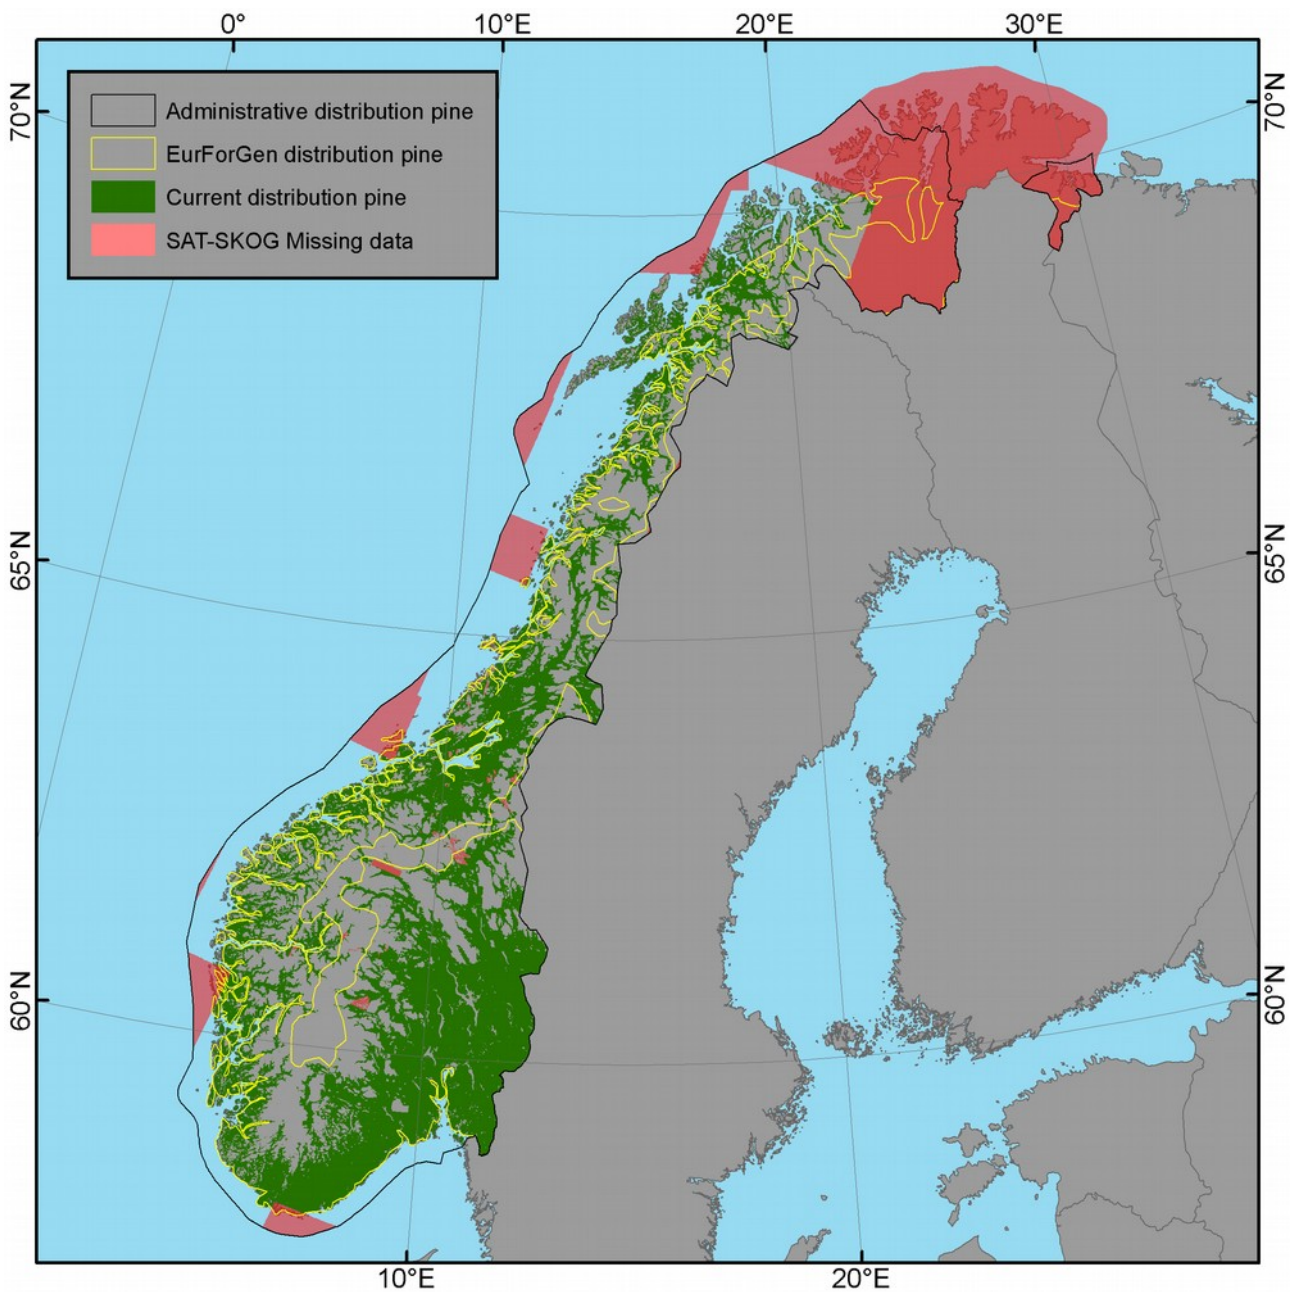 0° 10°E 20°E 30°E
70°N 70°N
Administrative distribution pine
EurForGen distribution pine
Current distribution pine
SAT-SKOG Missing data
65°N 65°N
60°N 60°N
10°E 20°E